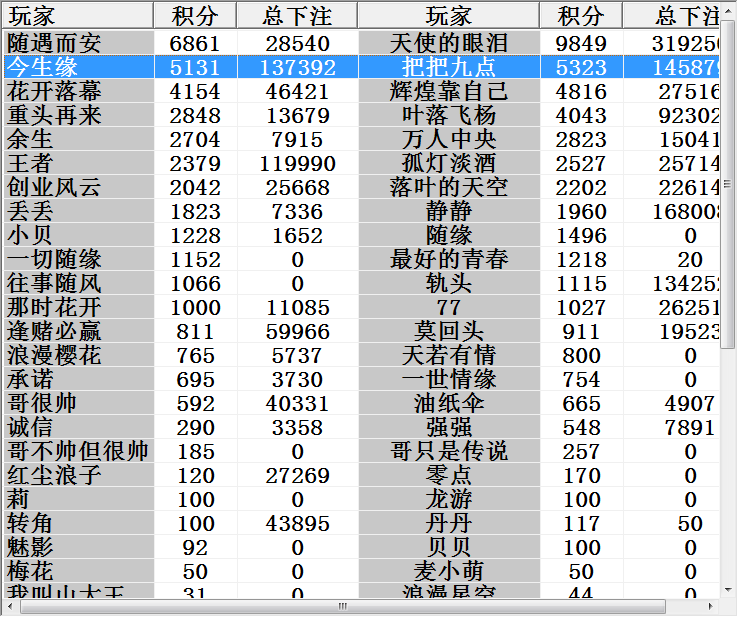 玩家 积分 总下注 玩家 积分 总下注
随遇而安 6861 28540 天使的眼泪 9849 319250
今生缘 5131 137392 把把九点 5323 145879
花开落幕 4154 46421 辉煌靠自己 4816 27516
重头再来 2848 13679 叶落飞杨 4043 92302
余生 2704 7915 万人中央 2823 15041
王者 2379 119990 孤灯淡酒 2527 25714
创业风云 2042 25668 落叶的天空 2202 22614
丢丢 1823 7336 静静 1960 168008
小贝 1228 1652 随缘 1496 0
一切随缘 1152 0 最好的青春 1218 20
往事随风 1066 0 轨头 1115 134252
那时花开 1000 11085 77 1027 26251
逢赌必赢 811 59966 莫回头 911 19523
浪漫樱花 765 5737 天若有情 800 0
承诺 695 3730 一世情缘 754 0
哥很帅 592 40331 油纸伞 665 4907
诚信 290 3358 强强 548 7891
哥不帅但很帅 185 0 哥只是传说 257 0
红尘浪子 120 27269 零点 170 0
莉 100 0 龙游 100 0
转角 100 43895 丹丹 117 50
魅影 92 0 贝贝 100 0
梅花 50 0 麦小萌 50 0
我叫山大王 31 0 浪漫星空 44 0